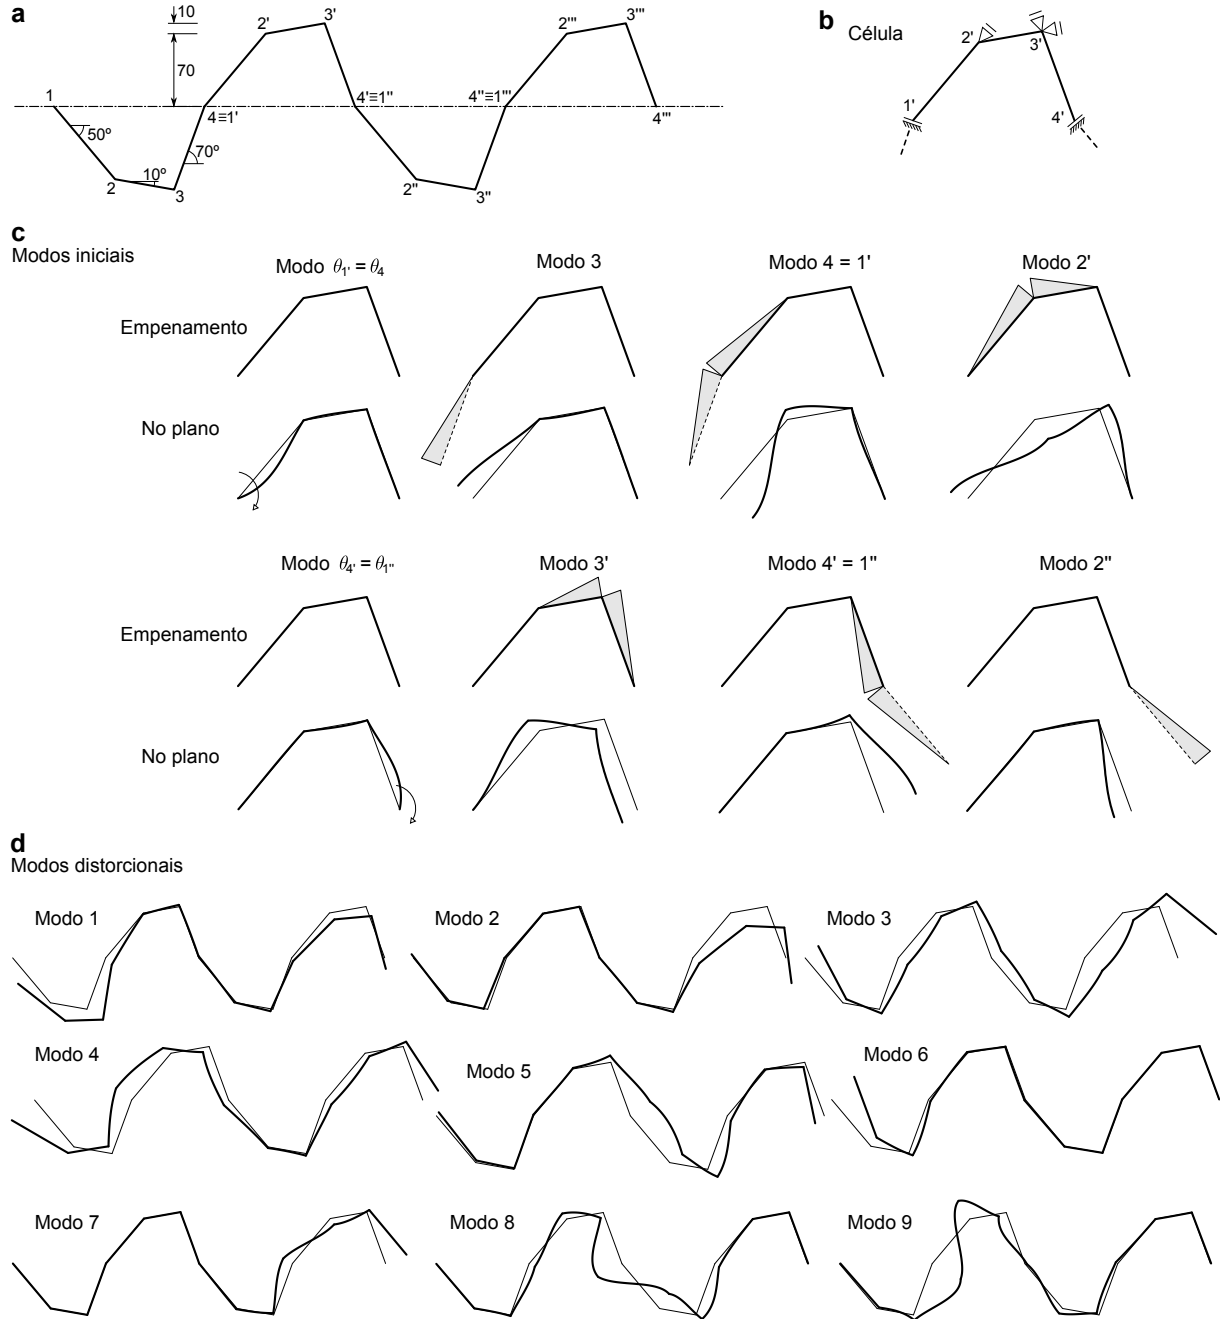 a
10
70
1
2
3
4≡1'
2'
3'
4'≡1''
2''
3''
4''≡1'''
2'''
3'''
4'''
50º
10º
70º
b
Célula
1'
2'
3'
4'
c
Modos iniciais
Modo θ1' = θ4
Modo 3
Modo 4 = 1'
Modo 2'
Empenamento
No plano
Modo θ4' = θ1''
Modo 3'
Modo 4' = 1''
Modo 2''
Empenamento
No plano
d
Modos distorcionais
Modo 1
Modo 2
Modo 3
Modo 4
Modo 5
Modo 6
Modo 7
Modo 8
Modo 9